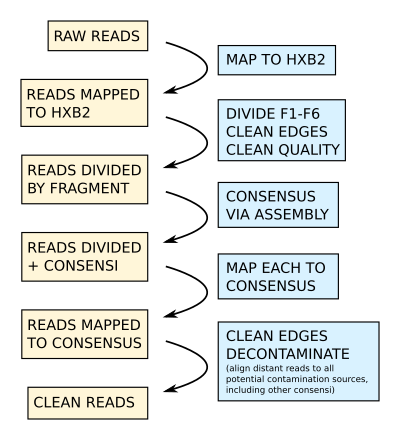 RAW READS
MAP TO HXB2
READS MAPPED
TO HXB2
DIVIDE F1-F6
CLEAN EDGES
CLEAN QUALITY
READS DIVIDED
BY FRAGMENT
CONSENSUS
VIA ASSEMBLY
READS DIVIDED
+ CONSENSI
MAP EACH TO
CONSENSUS
READS MAPPED
TO CONSENSUS
CLEAN EDGES
DECONTAMINATE
(align distant reads to all
potential contamination sources,
including other consensi)
CLEAN READS